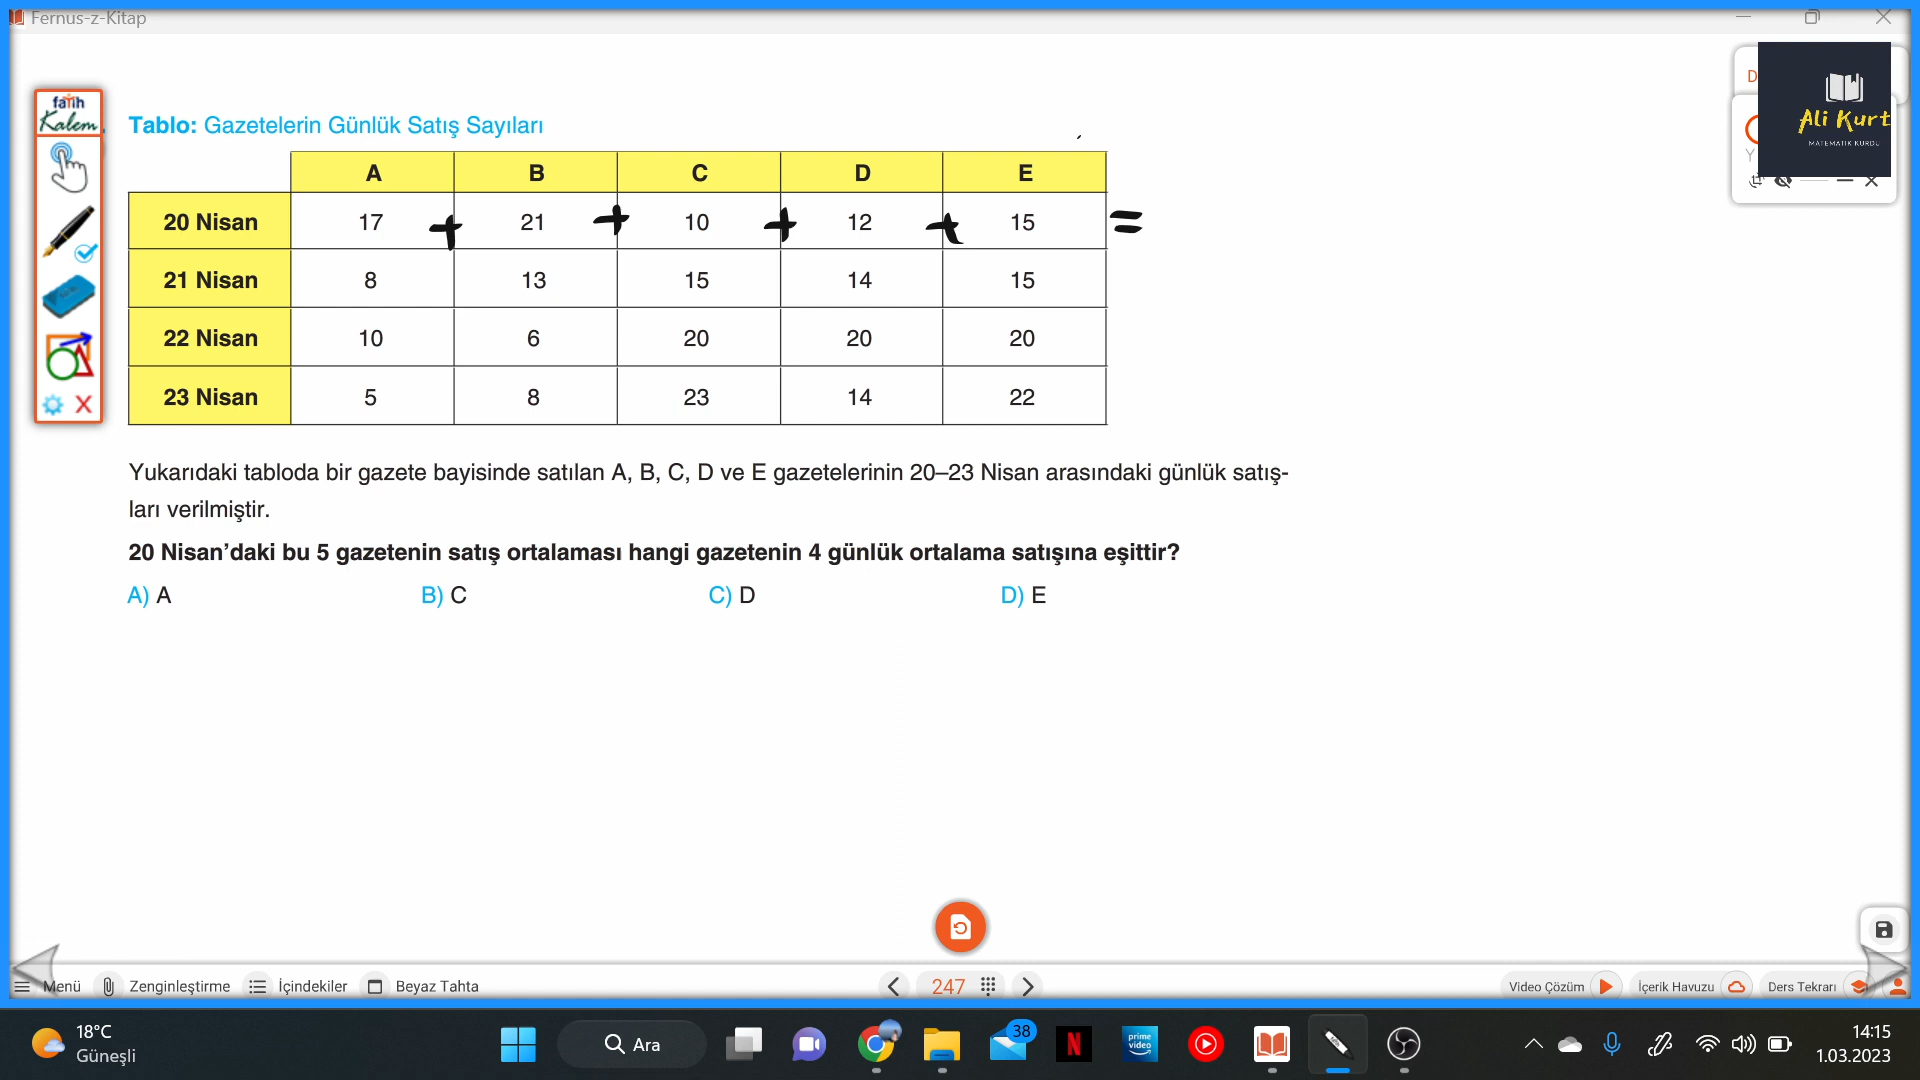 Fernus-z-Kitap
fatih
Kalem
Tablo: Gazetelerin Günlük Satış Sayıları
D
Ali Kurt
MATEMATİK KURDU
Y
A B C D E
20 Nisan 17 + 21 + 10 + 12 + 15 =
21 Nisan 8 13 15 14 15
22 Nisan 10 6 20 20 20
23 Nisan 5 8 23 14 22
Yukarıdaki tabloda bir gazete bayisinde satılan A, B, C, D ve E gazetelerinin 20–23 Nisan arasındaki günlük satış-
ları verilmiştir.
20 Nisan’daki bu 5 gazetenin satış ortalaması hangi gazetenin 4 günlük ortalama satışına eşittir?
A) A B) C C) D D) E
Menü Zenginleştirme İçindekiler Beyaz Tahta 247 Video Çözüm İçerik Havuzu Ders Tekrarı
18°C
Güneşli
Ara
38
N
prime
video
14:15
1.03.2023